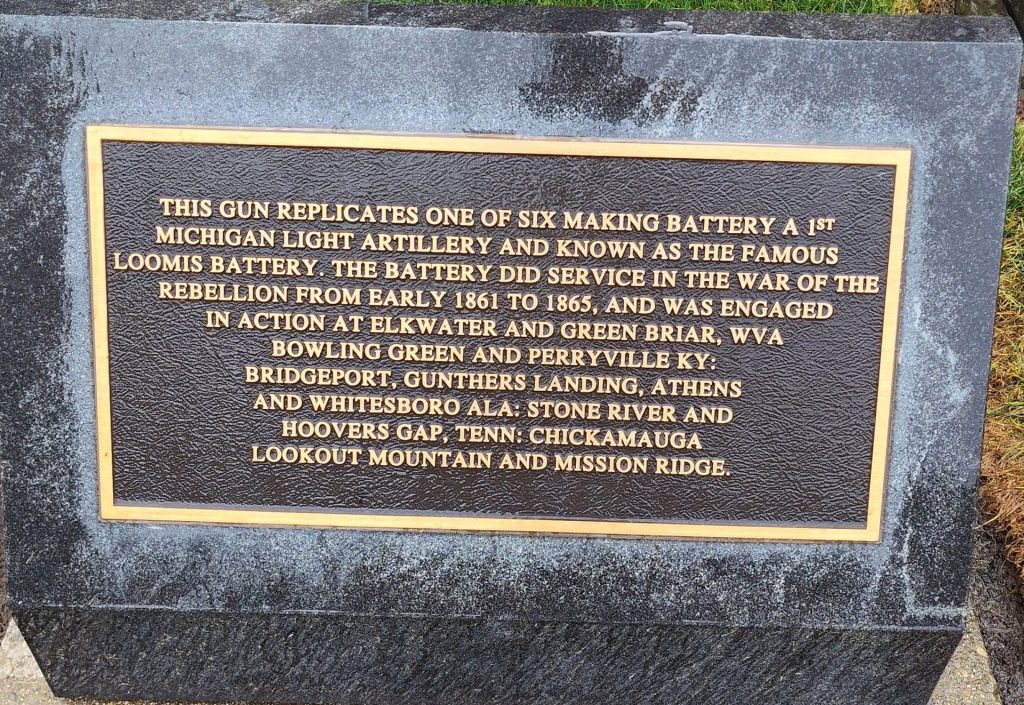 THIS GUN REPLICATES ONE OF SIX MAKING BATTERY A 1ST
MICHIGAN LIGHT ARTILLERY AND KNOWN AS THE FAMOUS
LOOMIS BATTERY. THE BATTERY DID SERVICE IN THE WAR OF THE
REBELLION FROM EARLY 1861 TO 1865, AND WAS ENGAGED
IN ACTION AT ELKWATER AND GREEN BRIAR, WVA
BOWLING GREEN AND PERRYVILLE KY:
BRIDGEPORT, GUNTHERS LANDING, ATHENS
AND WHITESBORO ALA: STONE RIVER AND
HOOVERS GAP, TENN: CHICKAMAUGA
LOOKOUT MOUNTAIN AND MISSION RIDGE.